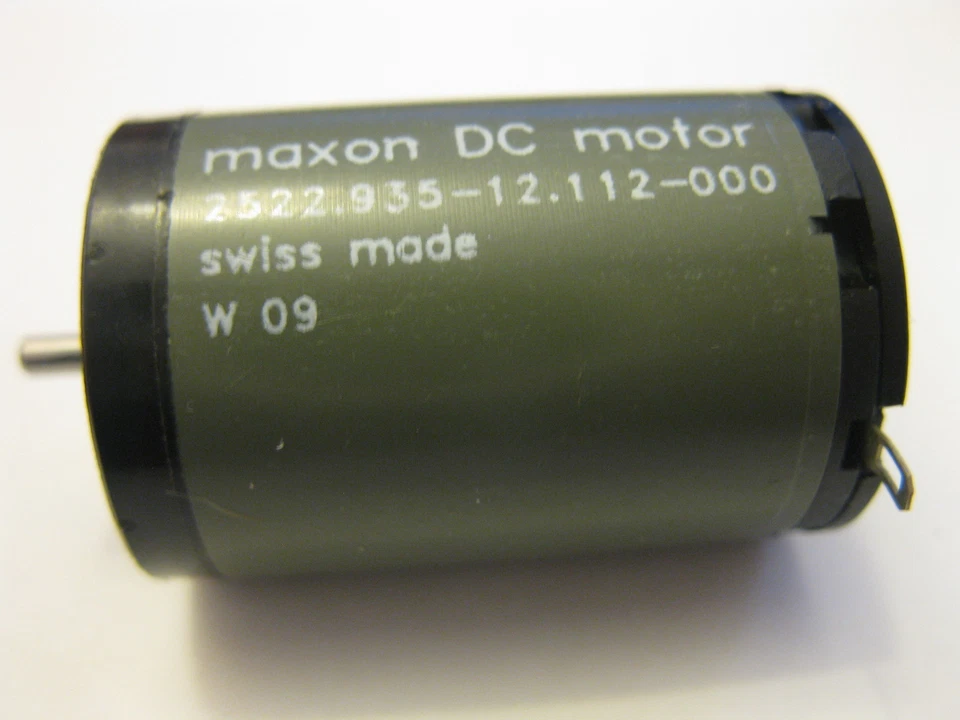 maxon DC motor
2522.935-12.112-000
swiss made
W 09